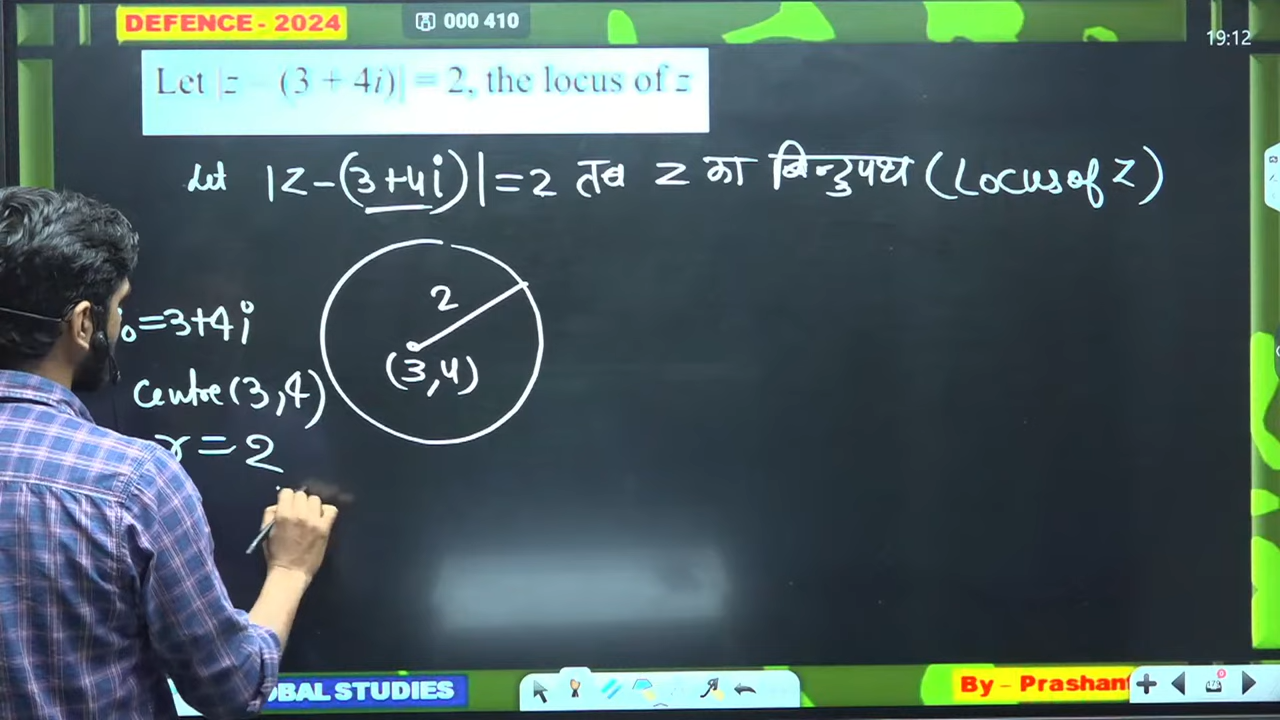 DEFENCE - 2024
000 410
19:12
Let |z - (3 + 4i)| = 2, the locus of z
Let |z-(3+4i)|=2 तब z का बिन्दुपथ (Locus of z)
=3+4i
2
centre (3,4)
(3,4)
r=2
OBAL STUDIES
By – Prashan